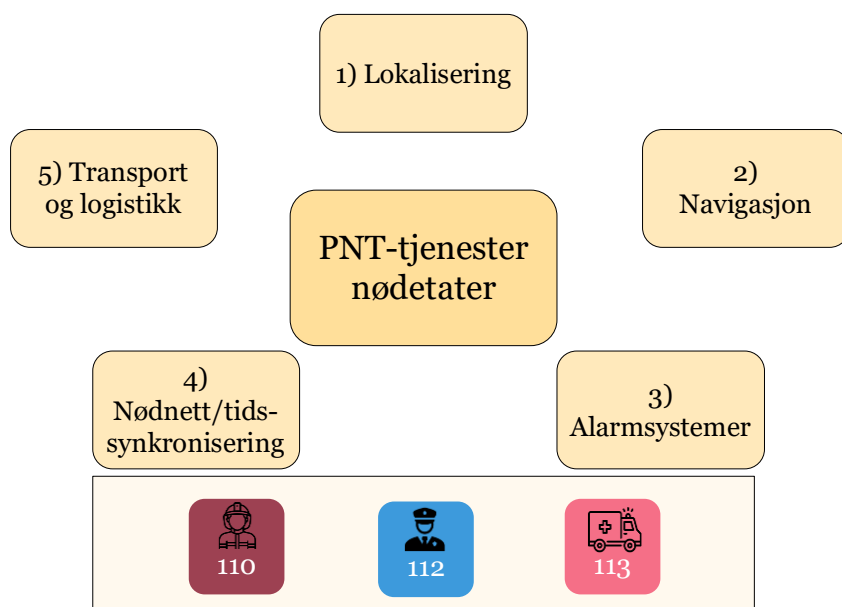 1) Lokalisering
5) Transport
og logistikk
2)
Navigasjon
PNT-tjenester
nødetater
4)
Nødnett/tids-
synkronisering
3)
Alarmsystemer
110
112
113